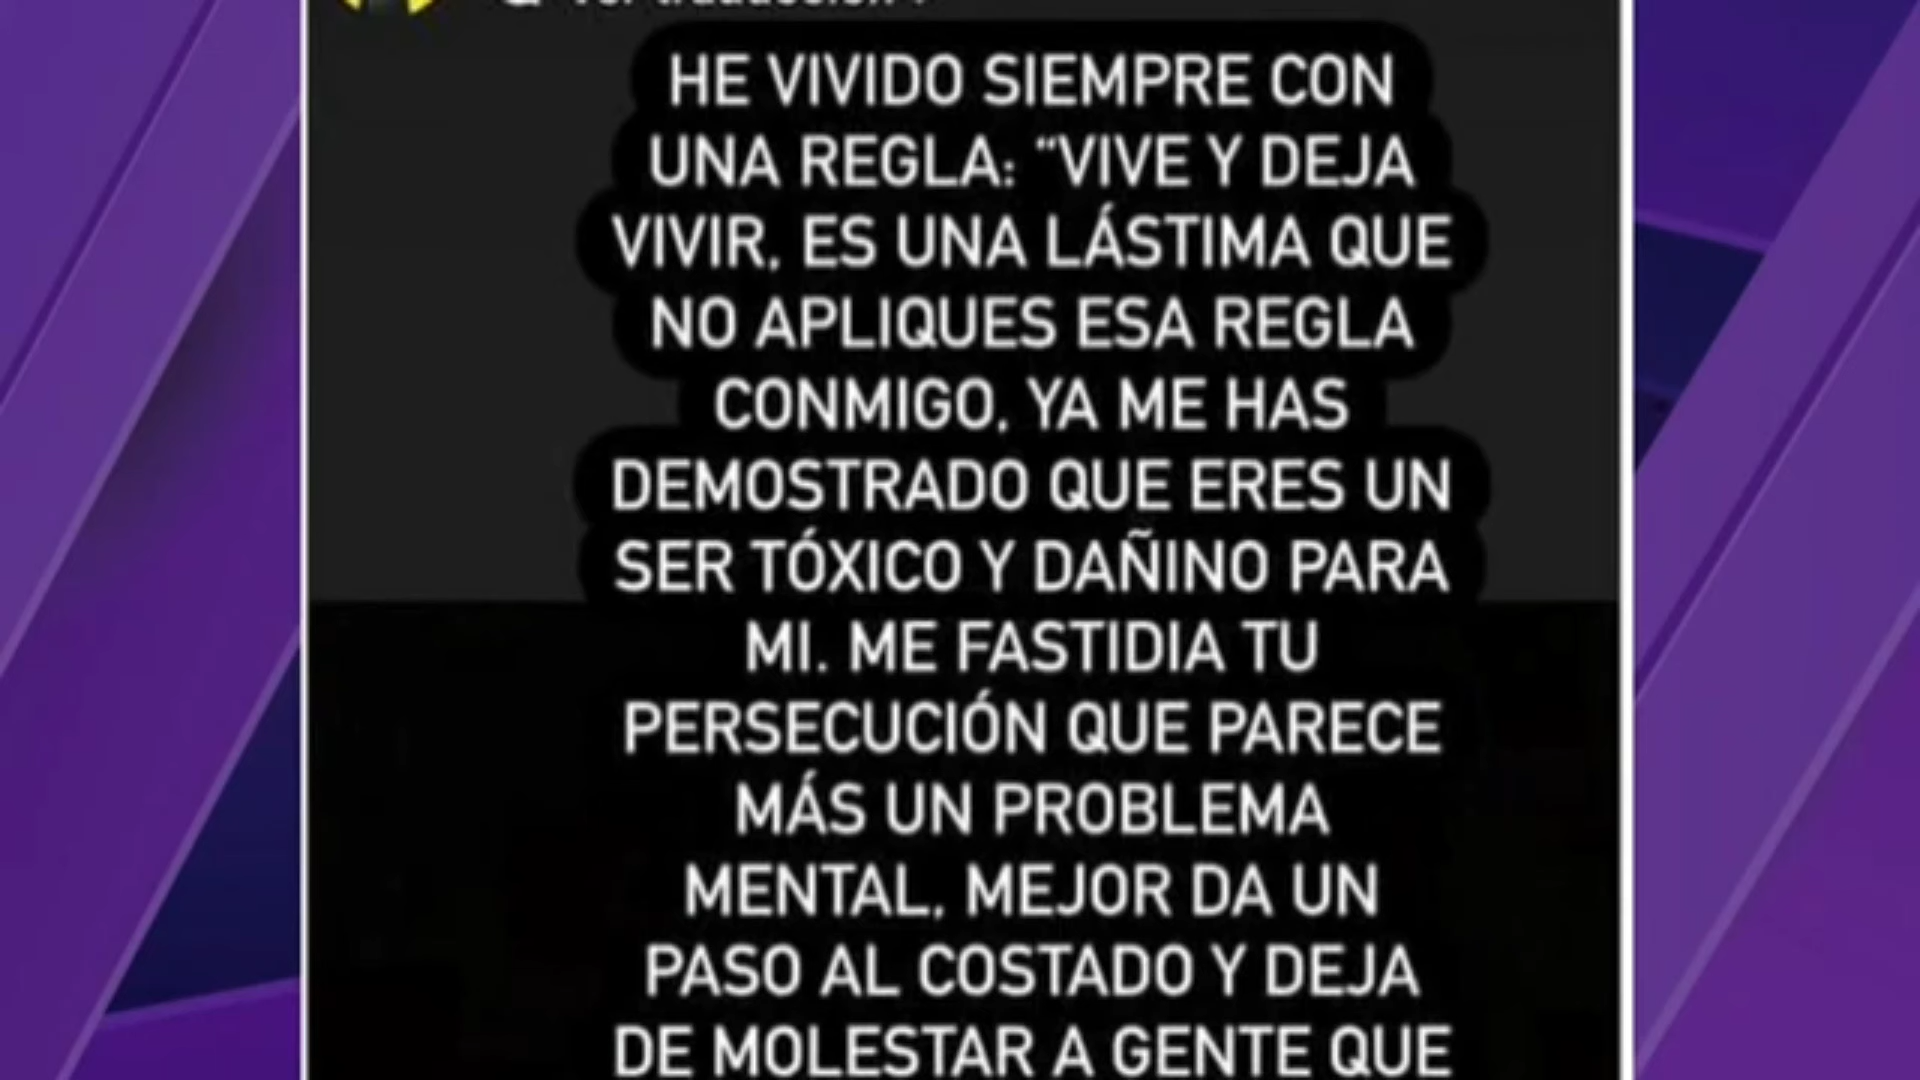 HE VIVIDO SIEMPRE CON
UNA REGLA: “VIVE Y DEJA
VIVIR, ES UNA LÁSTIMA QUE
NO APLIQUES ESA REGLA
CONMIGO, YA ME HAS
DEMOSTRADO QUE ERES UN
SER TÓXICO Y DAÑINO PARA
MI. ME FASTIDIA TU
PERSECUCIÓN QUE PARECE
MÁS UN PROBLEMA
MENTAL, MEJOR DA UN
PASO AL COSTADO Y DEJA
DE MOLESTAR A GENTE QUE